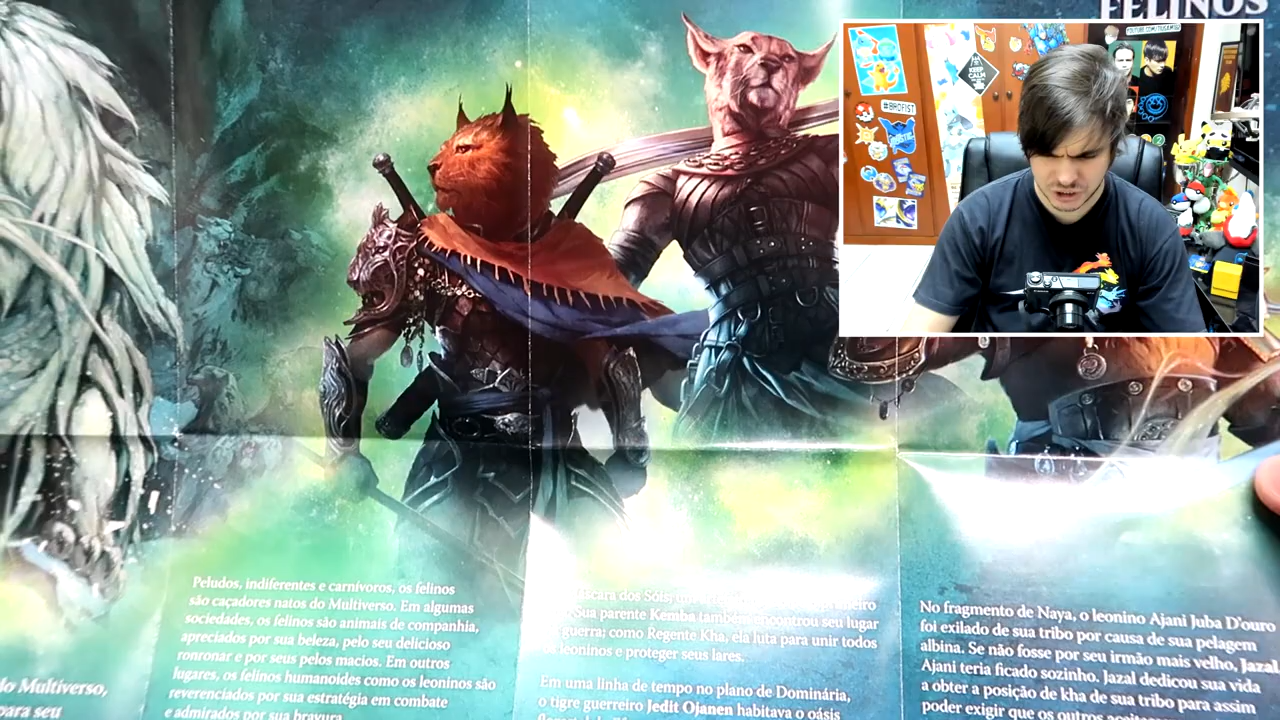 FELINOS
YOUTUBE.COM/
#BROFIST
KEEP
CALM
Peludos, indiferentes e carnívoros, os felinos
são caçadores natos do Multiverso. Em algumas
sociedades, os felinos são animais de companhia,
apreciados por sua beleza, pelo seu delicioso
ronronar e por seus pelos macios. Em outros
lugares, os felinos humanoides como os leoninos são
reverenciados por sua estratégia em combate
e admirados por sua bravura
do Multiverso,
para seu
dos Sóis,
Sua parente Kemba também encontrou seu lugar
guerra; como Regente Kha, ela luta para unir todos
os leoninos e proteger seus lares.
Em uma linha de tempo no plano de Dominária,
o tigre guerreiro Jedit Ojanen habitava o oásis
No fragmento de Naya, o leonino Ajani Juba D'ouro
foi exilado de sua tribo por causa de sua pelagem
albina. Se não fosse por seu irmão mais velho, Jazal
Ajani teria ficado sozinho. Jazal dedicou sua vida
a obter a posição de kha de sua tribo para assim
poder exigir que os outros